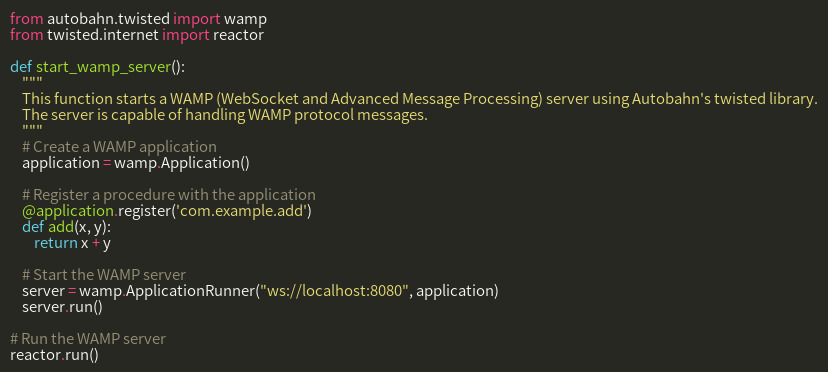 from autobahn.twisted import wamp
from twisted.internet import reactor

def start_wamp_server():
    """
    This function starts a WAMP (WebSocket and Advanced Message Processing) server using Autobahn's twisted library.
    The server is capable of handling WAMP protocol messages.
    """
    # Create a WAMP application
    application = wamp.Application()

    # Register a procedure with the application
    @application.register('com.example.add')
    def add(x, y):
        return x + y

    # Start the WAMP server
    server = wamp.ApplicationRunner("ws://localhost:8080", application)
    server.run()

# Run the WAMP server
reactor.run()